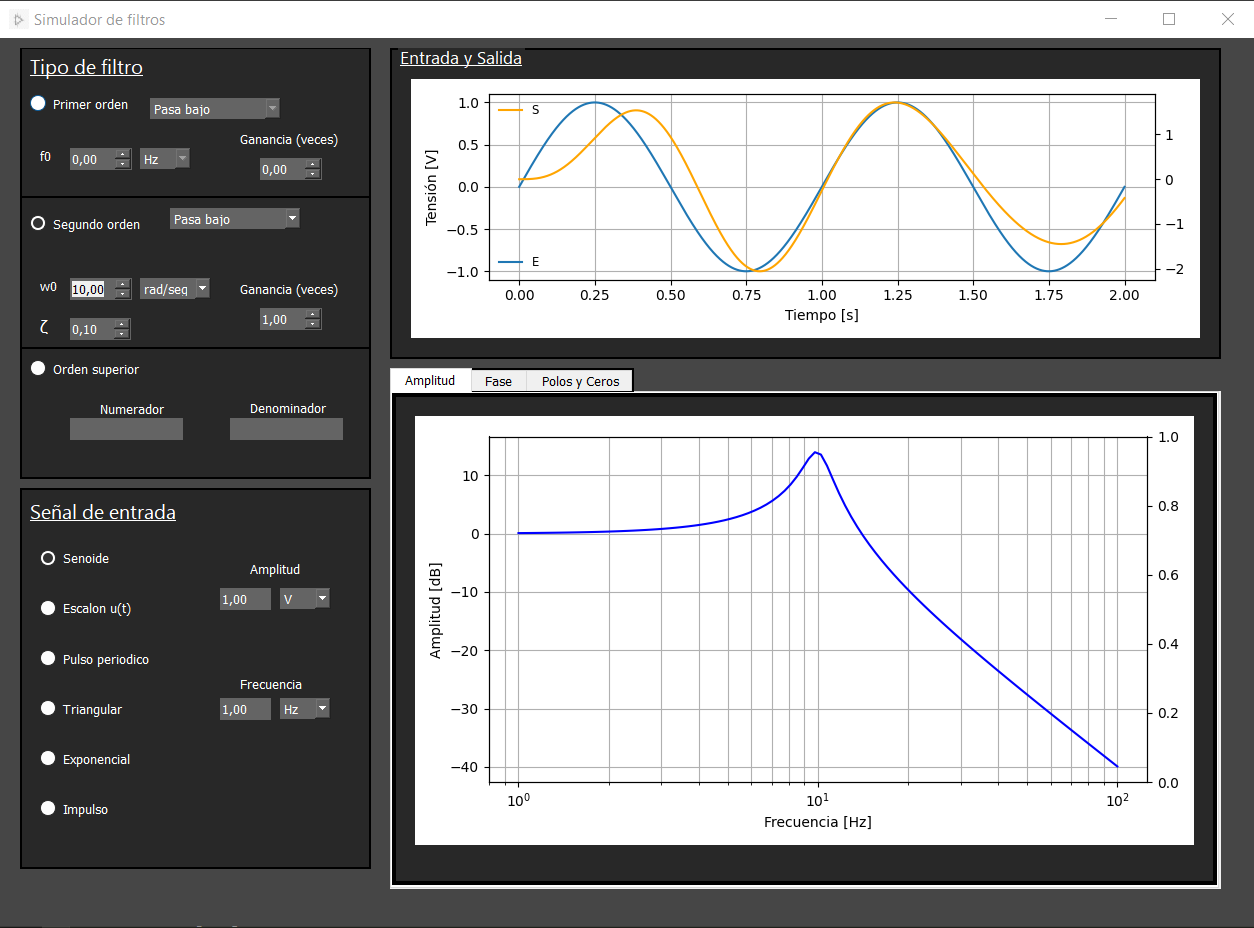 Simulador de filtros
Tipo de filtro
Primer orden Pasa bajo
Ganancia (veces)
f0 0,00 Hz
0,00
Segundo orden Pasa bajo
w0 10,00 rad/seg Ganancia (veces)
ζ 0,10 1,00
Orden superior
Numerador Denominador
Señal de entrada
Senoide
Amplitud
1,00 V
Escalon u(t)
Pulso periodico
Frecuencia
Triangular 1,00 Hz
Exponencial
Impulso
Entrada y Salida
S
E
Tensión [V]
1.0
0.5
0.0
−0.5
−1.0
1
0
−1
−2
0.00 0.25 0.50 0.75 1.00 1.25 1.50 1.75 2.00
Tiempo [s]
Amplitud Fase Polos y Ceros
Amplitud [dB]
10
0
−10
−20
−30
−40
1.0
0.8
0.6
0.4
0.2
0.0
10⁰ 10¹ 10²
Frecuencia [Hz]